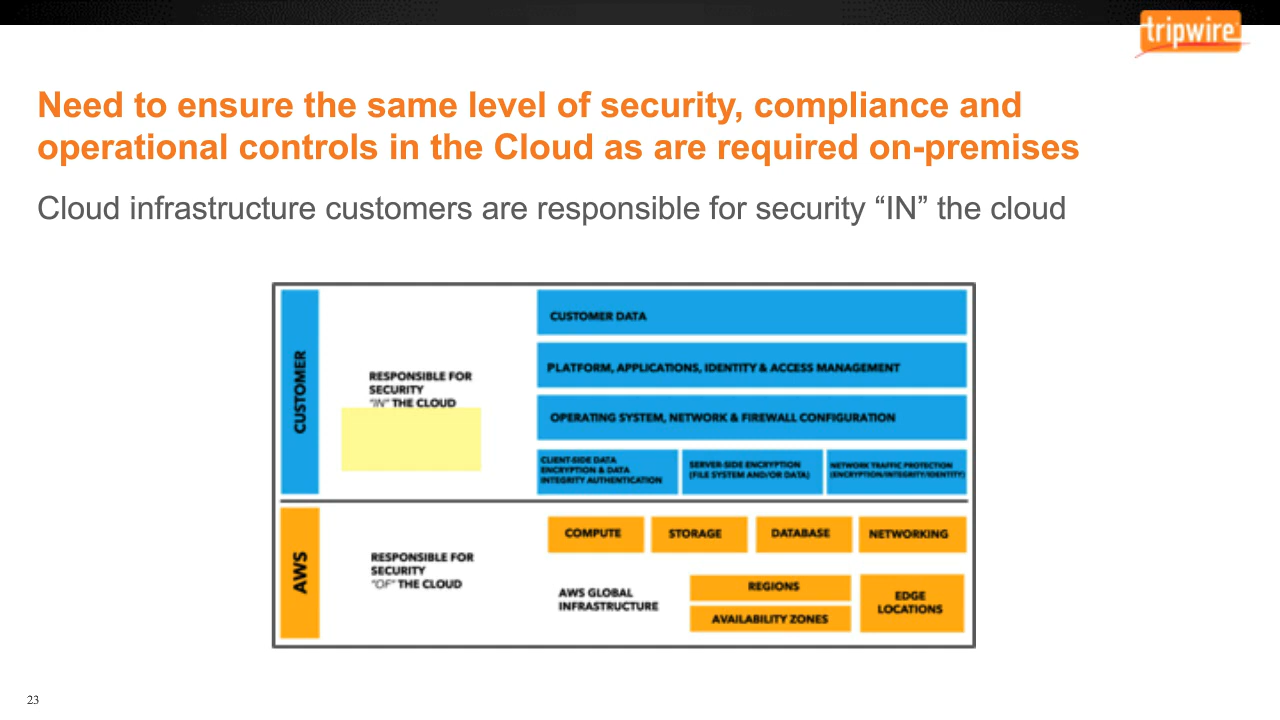 tripwire
Need to ensure the same level of security, compliance and
operational controls in the Cloud as are required on-premises
Cloud infrastructure customers are responsible for security “IN” the cloud
CUSTOMER
RESPONSIBLE FOR
SECURITY
"IN" THE CLOUD
CUSTOMER DATA
PLATFORM, APPLICATIONS, IDENTITY & ACCESS MANAGEMENT
OPERATING SYSTEM, NETWORK & FIREWALL CONFIGURATION
CLIENT-SIDE DATA
ENCRYPTION & DATA
INTEGRITY AUTHENTICATION
SERVER-SIDE ENCRYPTION
(FILE SYSTEM AND/OR DATA)
NETWORK TRAFFIC PROTECTION
(ENCRYPTION/INTEGRITY/IDENTITY)
AWS
RESPONSIBLE FOR
SECURITY
"OF" THE CLOUD
COMPUTE
STORAGE
DATABASE
NETWORKING
AWS GLOBAL
INFRASTRUCTURE
REGIONS
AVAILABILITY ZONES
EDGE
LOCATIONS
23